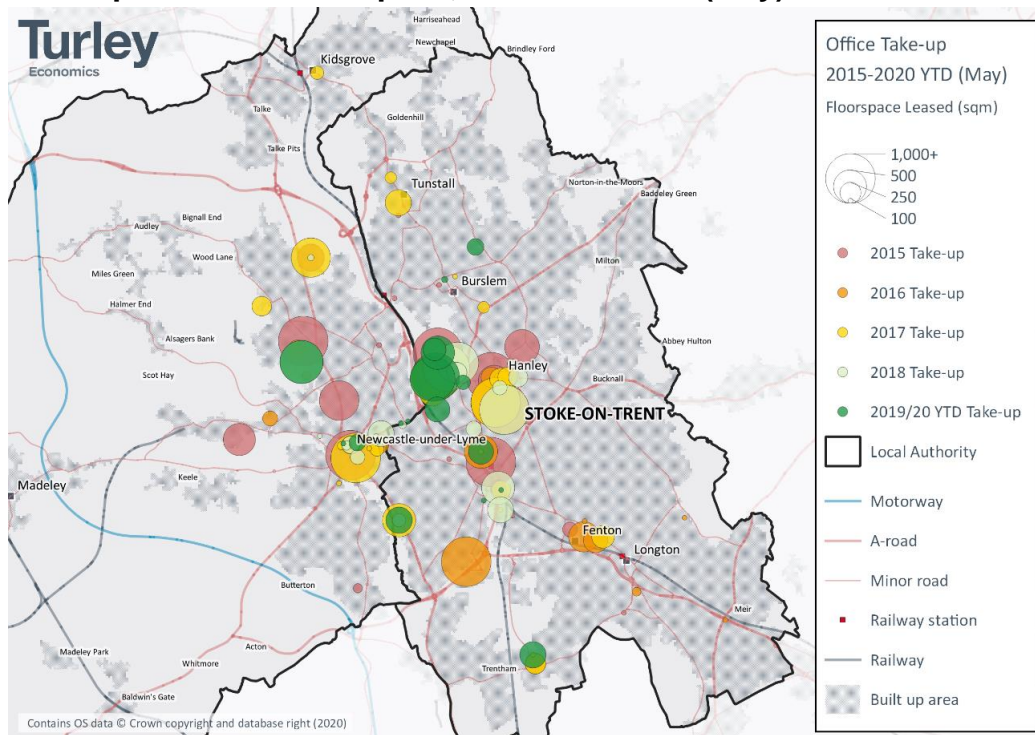 Turley
Economics
Harriseahead
Newchapel
Brindley Ford
Kidsgrove
Talke
Goldenhill
Talke Pits
Tunstall
Norton-in-the-Moors
Baddeley Green
Bignall End
Audley
Wood Lane
Milton
Miles Green
Burslem
Halmer End
Alsagers Bank
Abbey Hulton
Hanley
Scot Hay
Bucknall
STOKE-ON-TRENT
Newcastle-under-Lyme
Keele
Madeley
Fenton
Longton
Butterton
Meir
Acton
Madeley Park
Whitmore
Trentham
Baldwin's Gate
Contains OS data © Crown copyright and database right (2020)
Office Take-up
2015-2020 YTD (May)
Floorspace Leased (sqm)
1,000+
500
250
100
2015 Take-up
2016 Take-up
2017 Take-up
2018 Take-up
2019/20 YTD Take-up
Local Authority
Motorway
A-road
Minor road
Railway station
Railway
Built up area